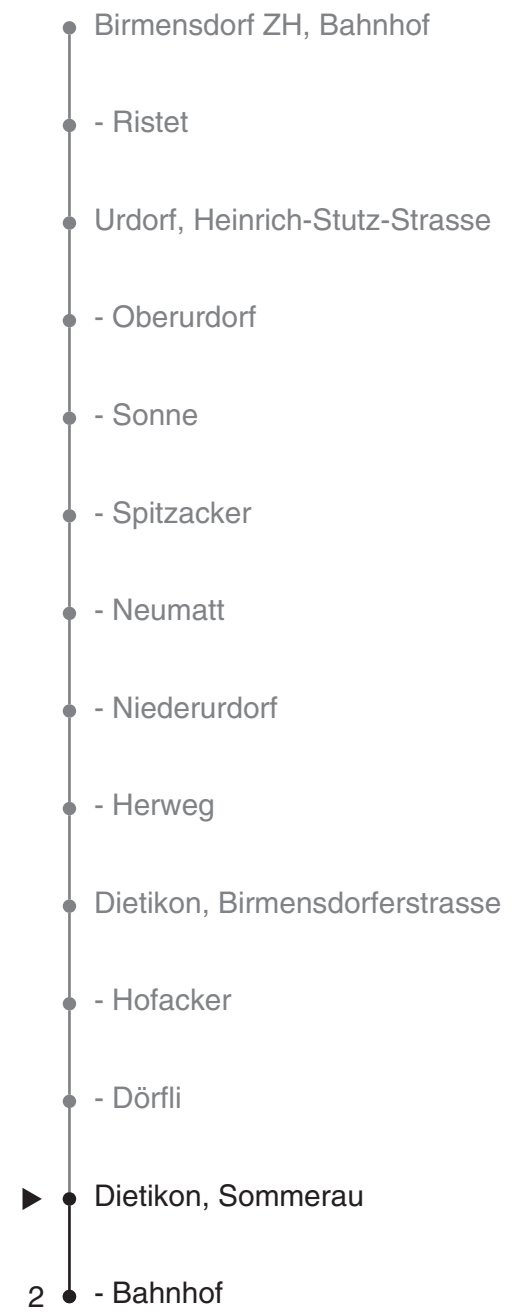 Birmensdorf ZH, Bahnhof
- Ristet
Urdorf, Heinrich-Stutz-Strasse
- Oberurdorf
- Sonne
- Spitzacker
- Neumatt
- Niederurdorf
- Herweg
Dietikon, Birmensdorferstrasse
- Hofacker
- Dörfli
Dietikon, Sommerau
2 - Bahnhof